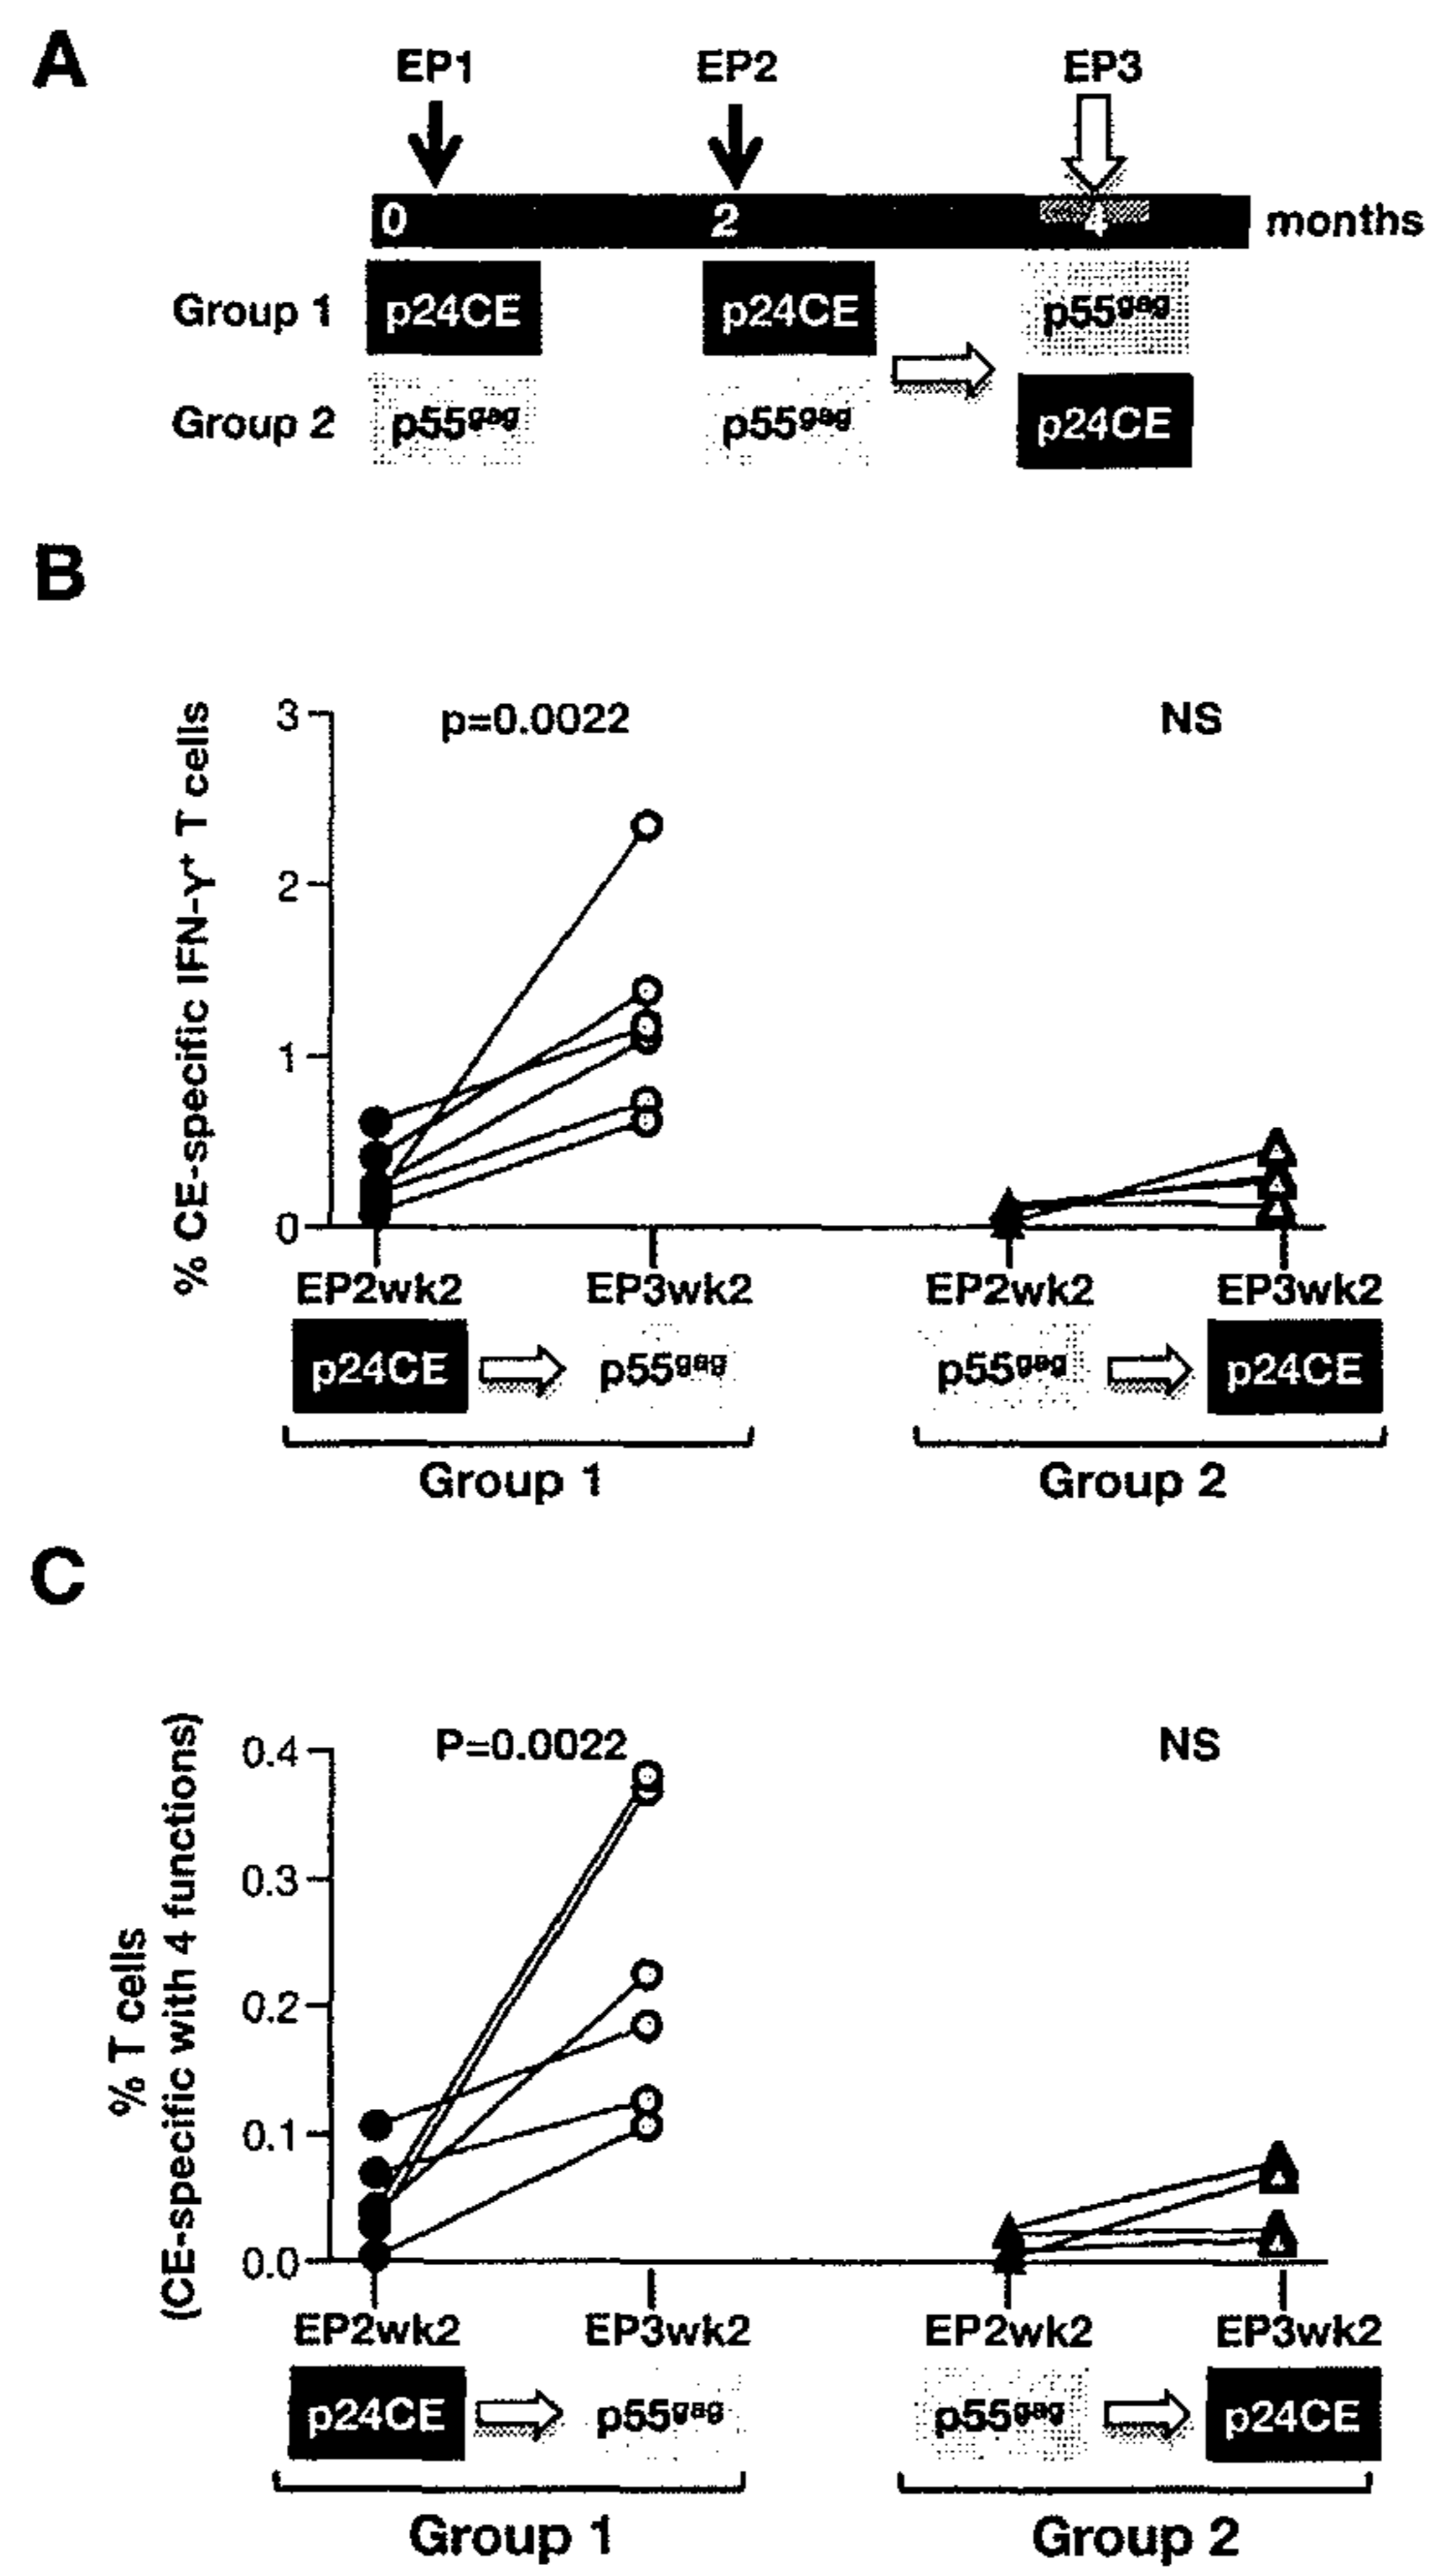 A
EP1 EP2 EP3
0 2 4 months
Group 1 p24CE p24CE p55gag
Group 2 p55gag p55gag p24CE
B
% CE-specific IFN-γ+ T cells
p=0.0022 NS
3
2
1
0
EP2wk2 EP3wk2 EP2wk2 EP3wk2
p24CE p55gag p55gag p24CE
Group 1 Group 2
C
% T cells
(CE-specific with 4 functions)
P=0.0022 NS
0.4
0.3
0.2
0.1
0.0
EP2wk2 EP3wk2 EP2wk2 EP3wk2
p24CE p55gag p55gag p24CE
Group 1 Group 2